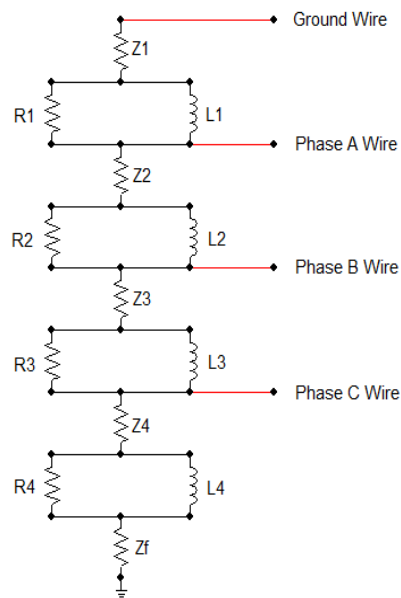 Ground Wire
Z1
R1
L1
Phase A Wire
Z2
R2
L2
Phase B Wire
Z3
R3
L3
Phase C Wire
Z4
R4
L4
Zf